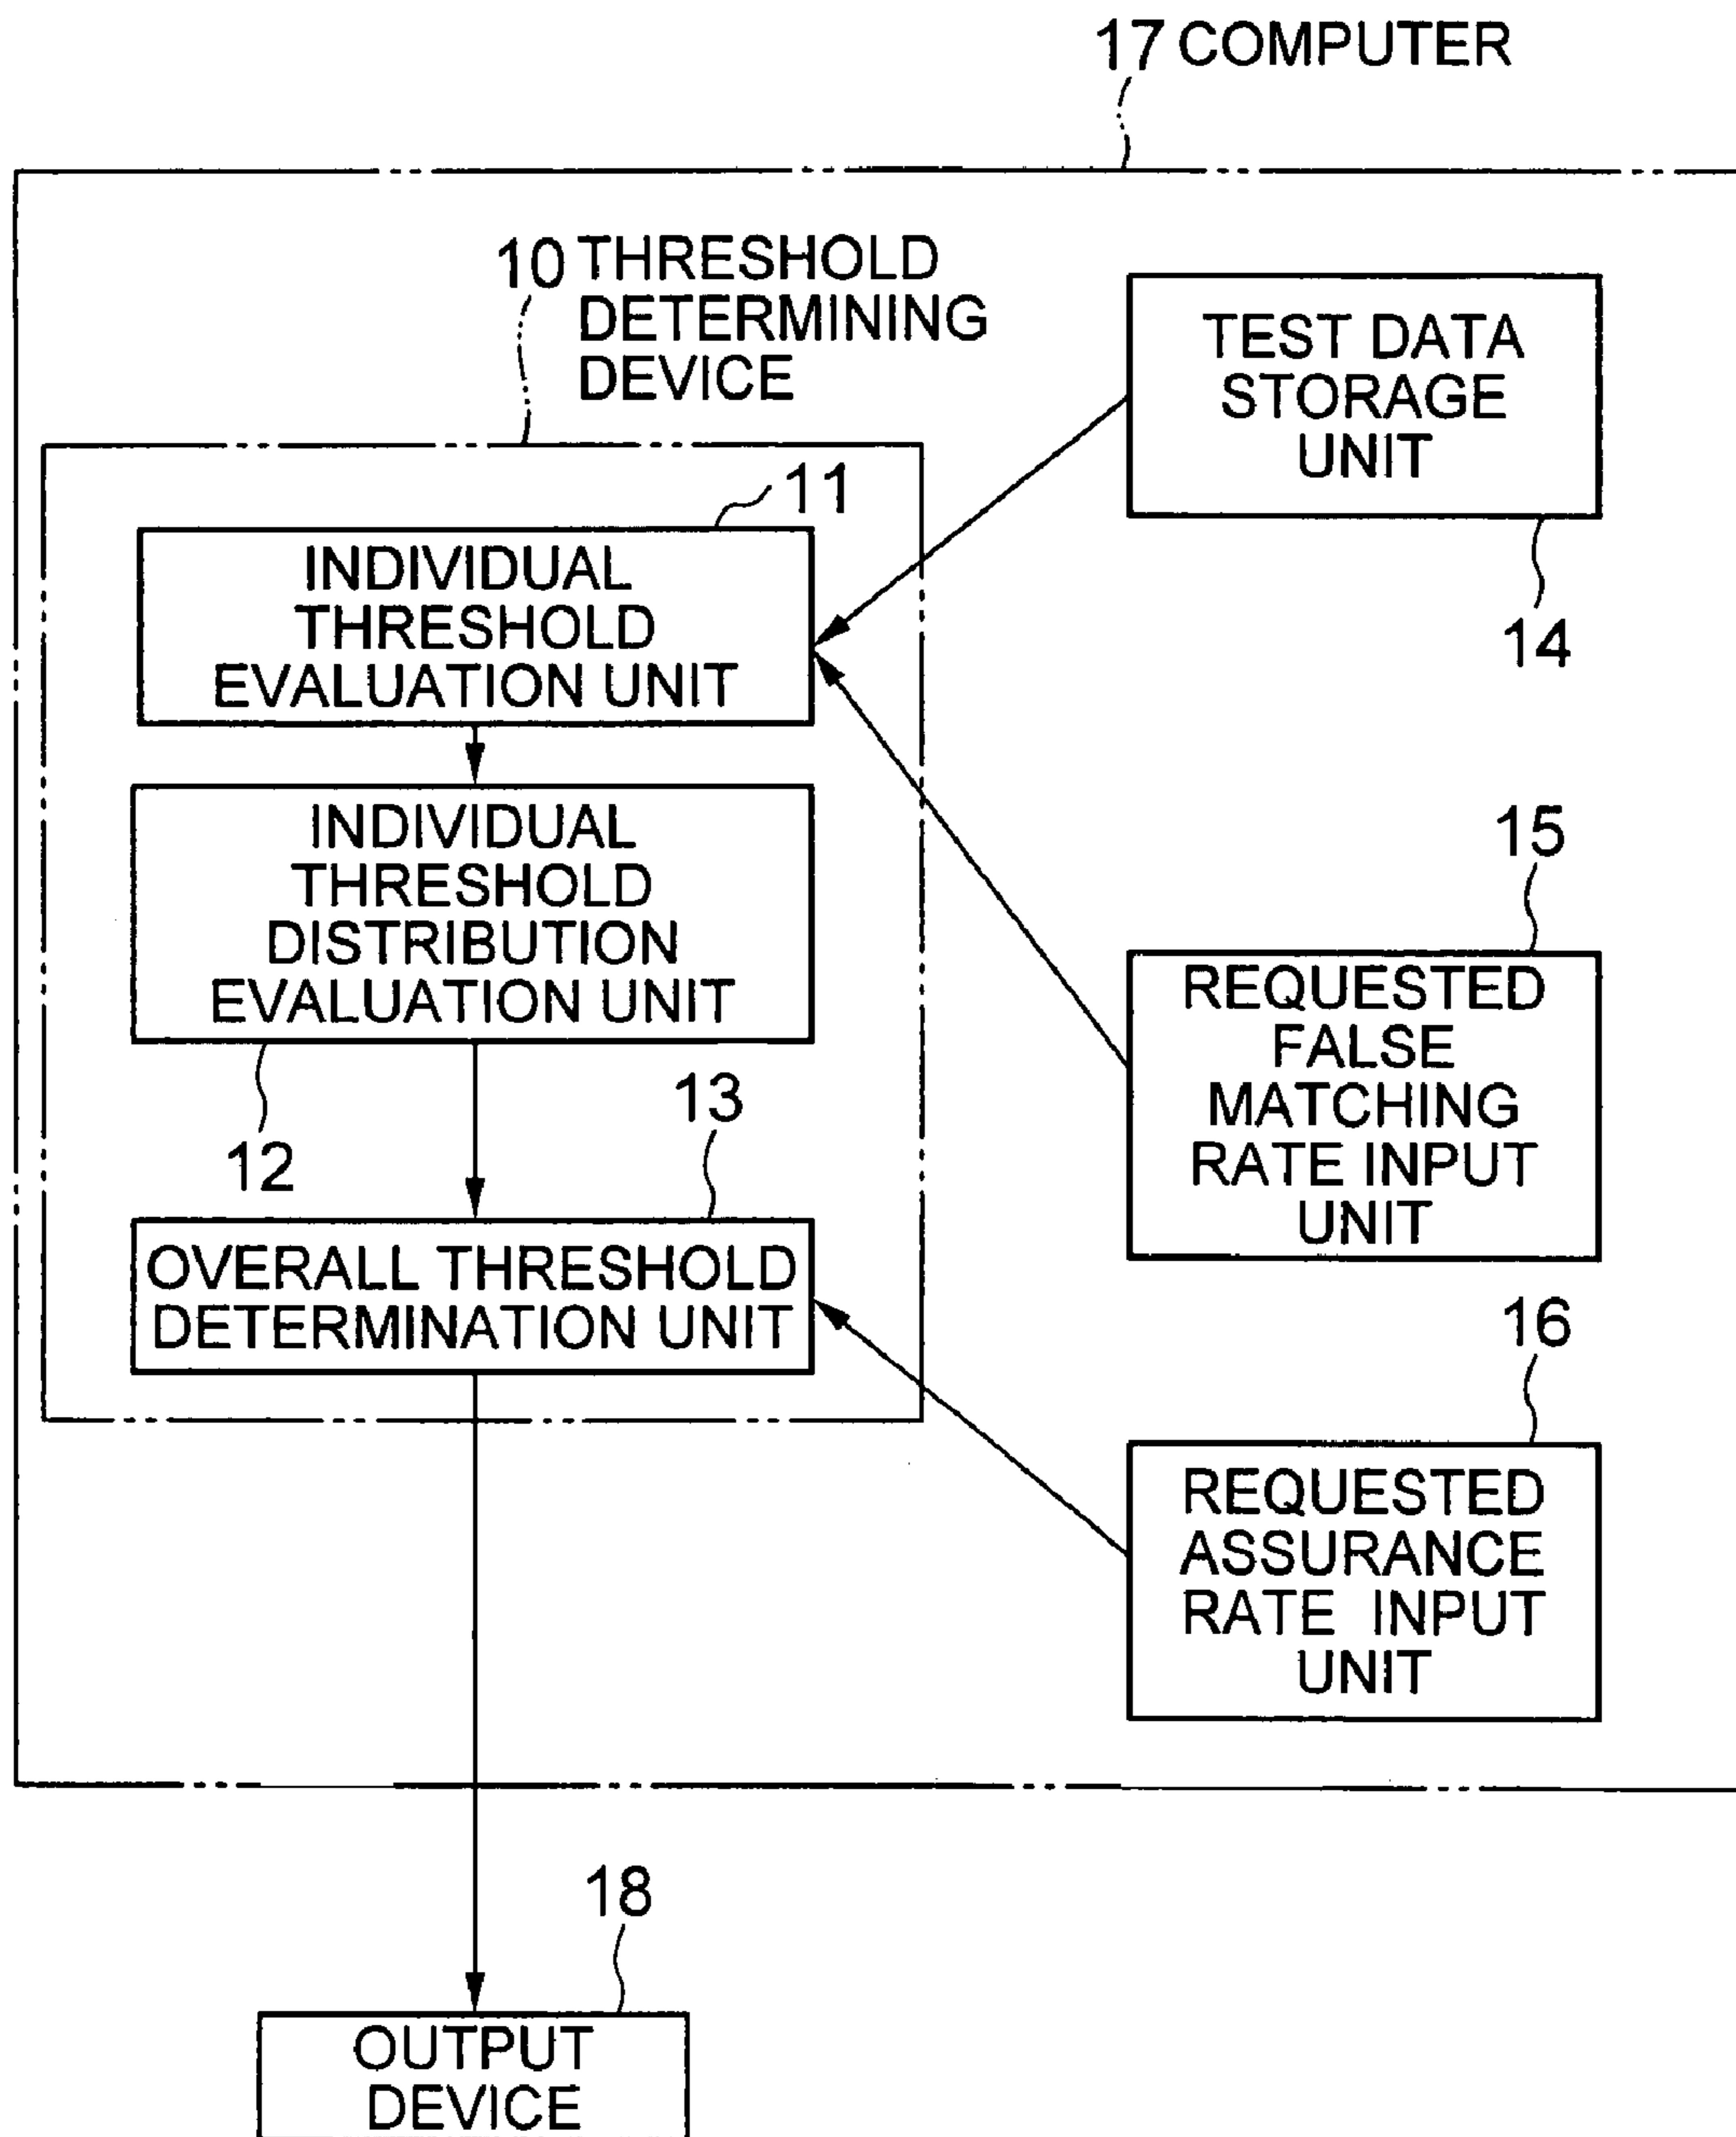 17 COMPUTER
10 THRESHOLD
DETERMINING
DEVICE
TEST DATA
STORAGE
UNIT
14
11
INDIVIDUAL
THRESHOLD
EVALUATION UNIT
INDIVIDUAL
THRESHOLD
DISTRIBUTION
EVALUATION UNIT
12
15
REQUESTED
FALSE
MATCHING
RATE INPUT
UNIT
13
OVERALL THRESHOLD
DETERMINATION UNIT
16
REQUESTED
ASSURANCE
RATE INPUT
UNIT
18
OUTPUT
DEVICE